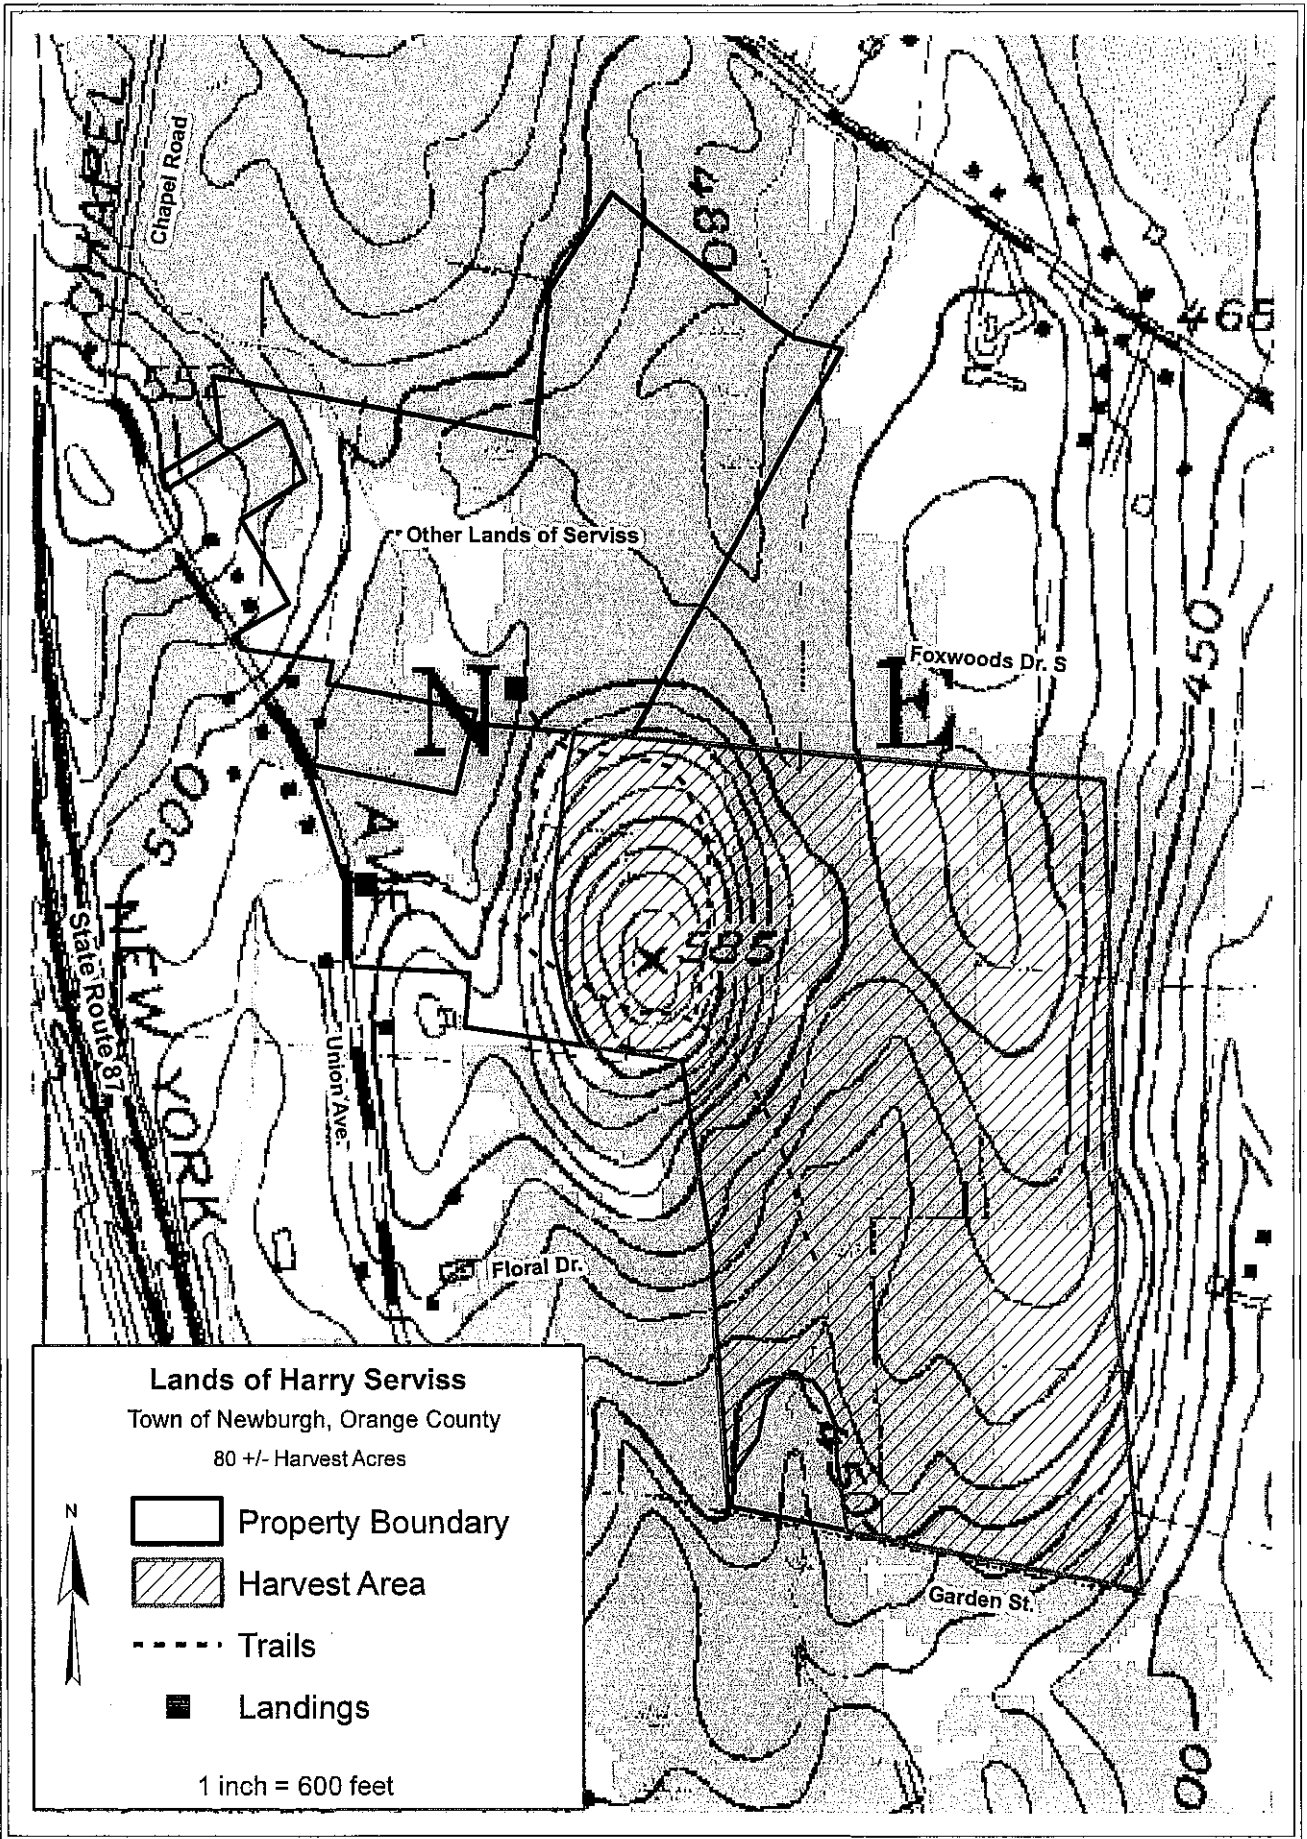 CHAPEL
Chapel Road
480
465
Other Lands of Serviss
Foxwoods Dr. S
450
N
E
500
AVE
585
State Route 87
NEW YORK
Union Ave.
Floral Dr.
450
Garden St.
00
Lands of Harry Serviss
Town of Newburgh, Orange County
80 +/- Harvest Acres
N
Property Boundary
Harvest Area
Trails
Landings
1 inch = 600 feet